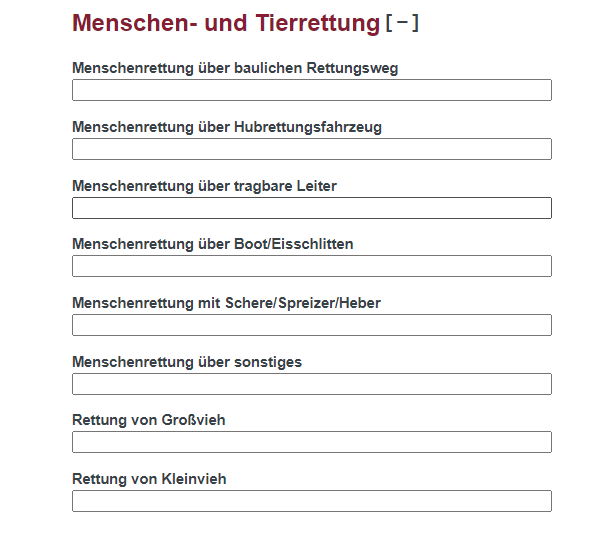 Menschen- und Tierrettung [−]
Menschenrettung über baulichen Rettungsweg
Menschenrettung über Hubrettungsfahrzeug
Menschenrettung über tragbare Leiter
Menschenrettung über Boot/Eisschlitten
Menschenrettung mit Schere/Spreizer/Heber
Menschenrettung über sonstiges
Rettung von Großvieh
Rettung von Kleinvieh